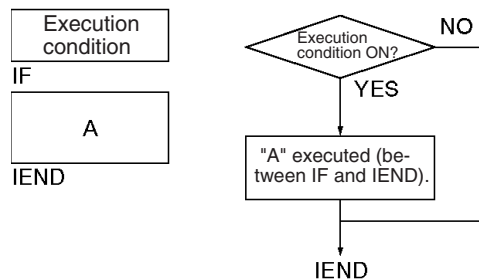 Execution
condition
IF
A
IEND
Execution
condition ON?
NO
YES
"A" executed (be-
tween IF and IEND).
IEND